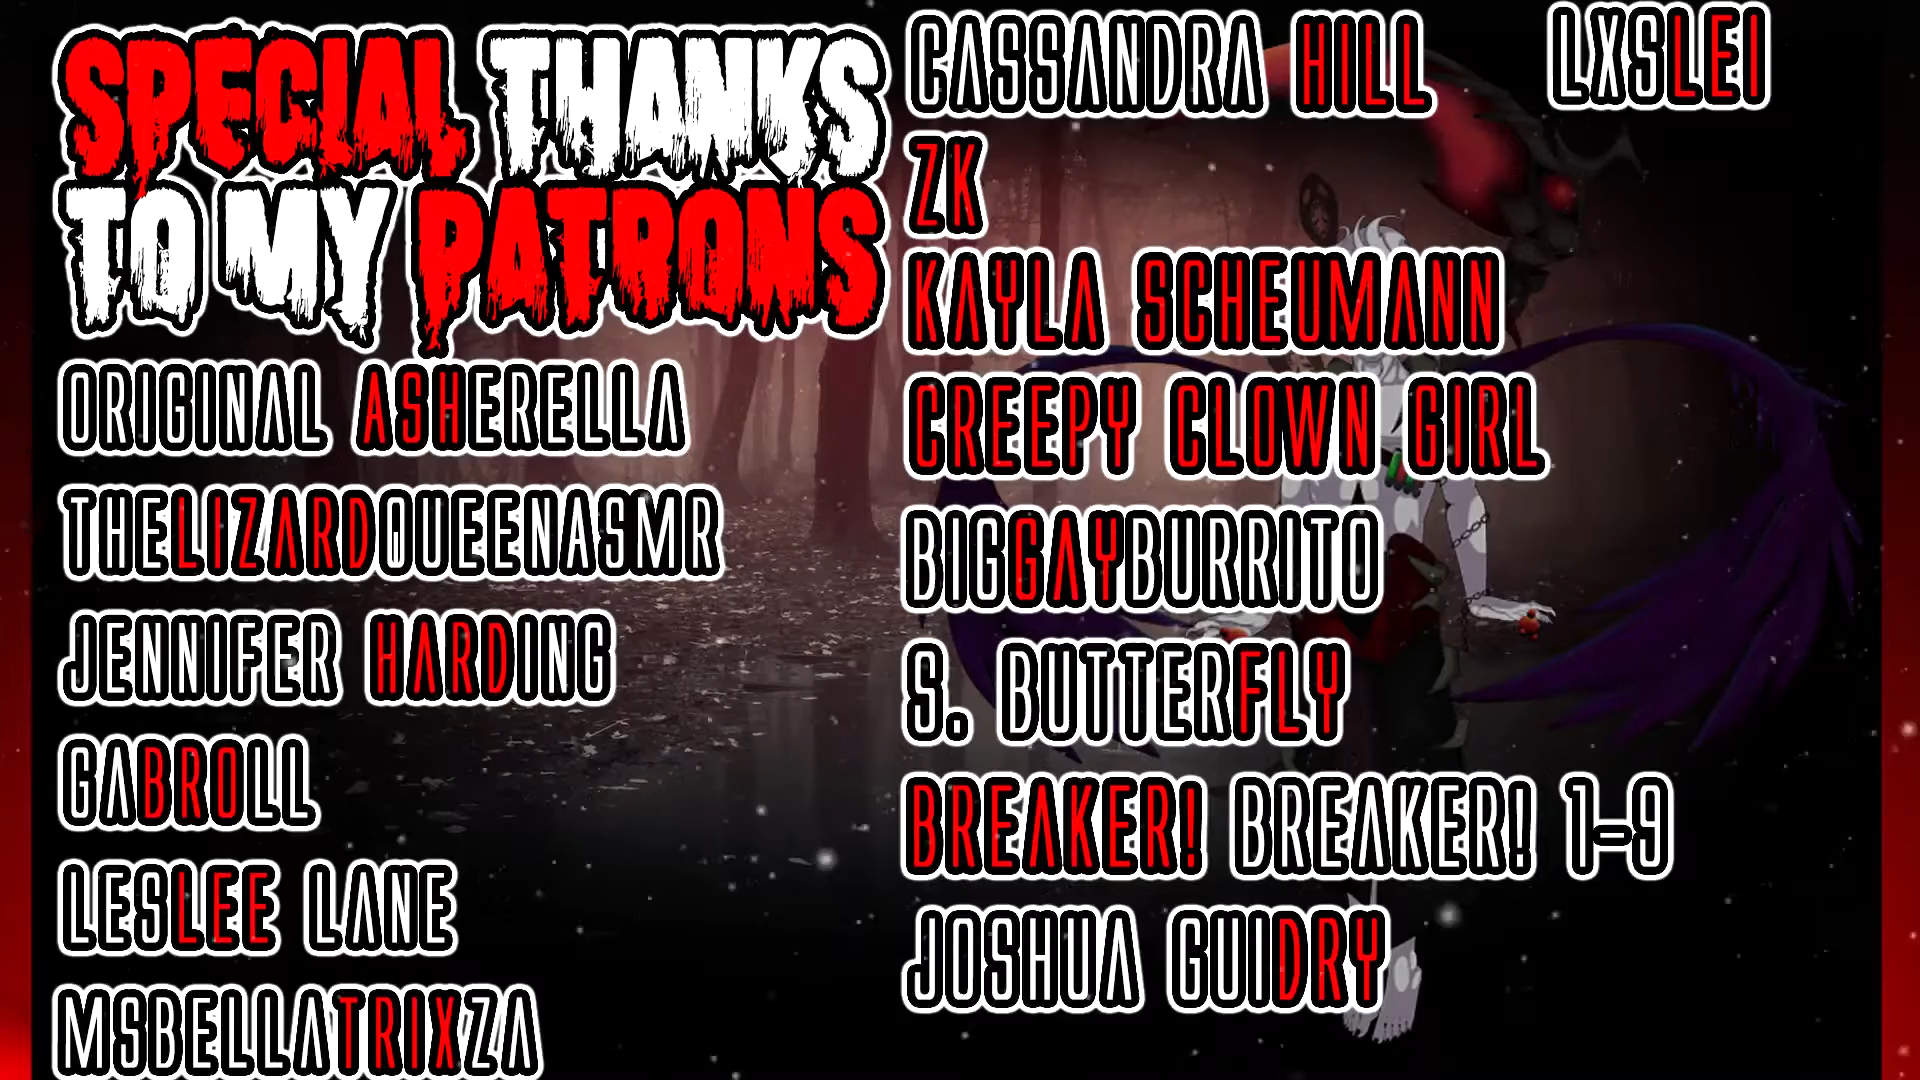 SPECIAL THANKS
TO MY PATRONS
ORIGINAL ASHERELLA
THELIZARDQUEENASMR
JENNIFER HARDING
GABROLL
LESLEE LANE
MSBELLATRIXZA
CASSANDRA HILL
ZK
KAYLA SCHEUMANN
CREEPY CLOWN GIRL
BIGGAYBURRITO
S. BUTTERFLY
BREAKER! BREAKER! 1-9
JOSHUA GUIDRY
LXSLEI